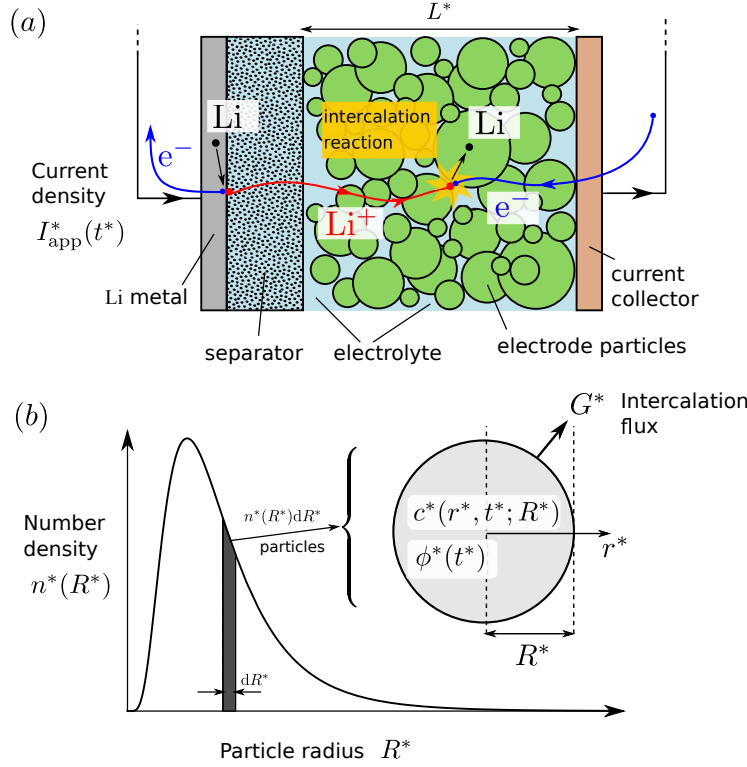 (a)
L*
Li
intercalation
reaction
Li
e⁻
Li⁺
e⁻
Current
density
I*app(t*)
Li metal
separator
electrolyte
electrode particles
current
collector
(b)
G* Intercalation
flux
Number
density
n*(R*)
n*(R*)dR*
particles
c*(r*, t*; R*)
ϕ*(t*)
r*
R*
dR*
Particle radius R*